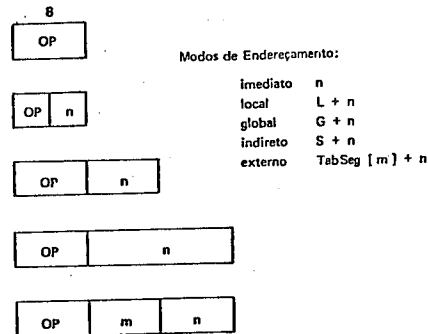 8
OP
Modos de Endereçamento:
OP n
imediato n
local L + n
global G + n
indireto S + n
externo TabSeg [ m ] + n
OP n
OP n
OP m n